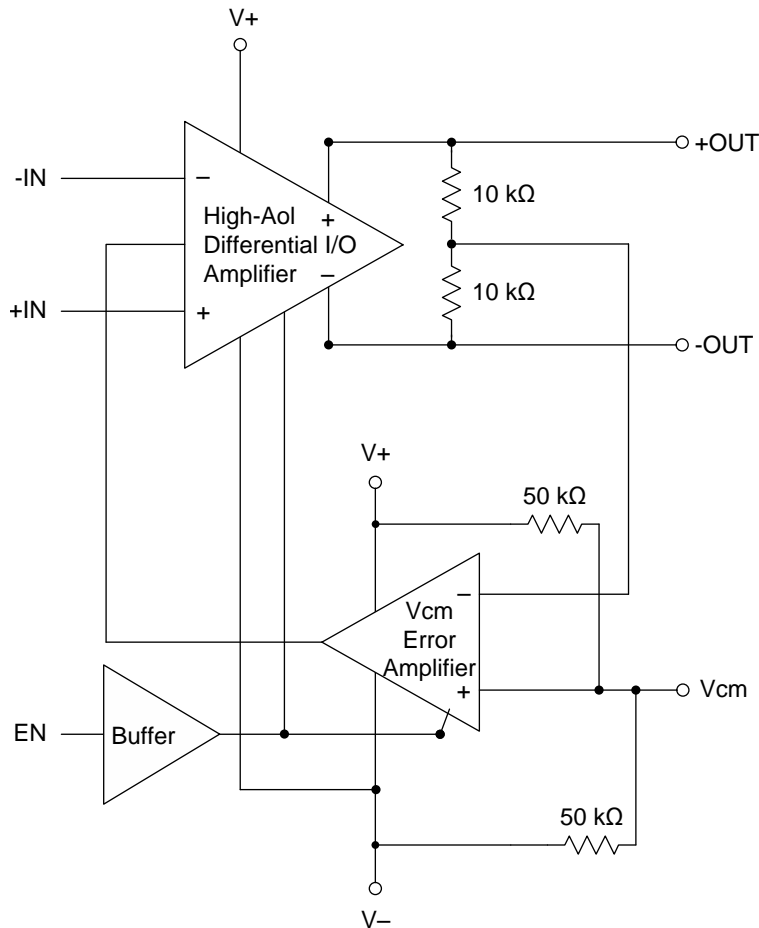 V+
-IN
−
High-Aol
Differential I/O
Amplifier
+
−
+IN
+
+OUT
10 kΩ
10 kΩ
-OUT
V+
50 kΩ
−
Vcm
Error
Amplifier
+
Vcm
EN
Buffer
50 kΩ
V−